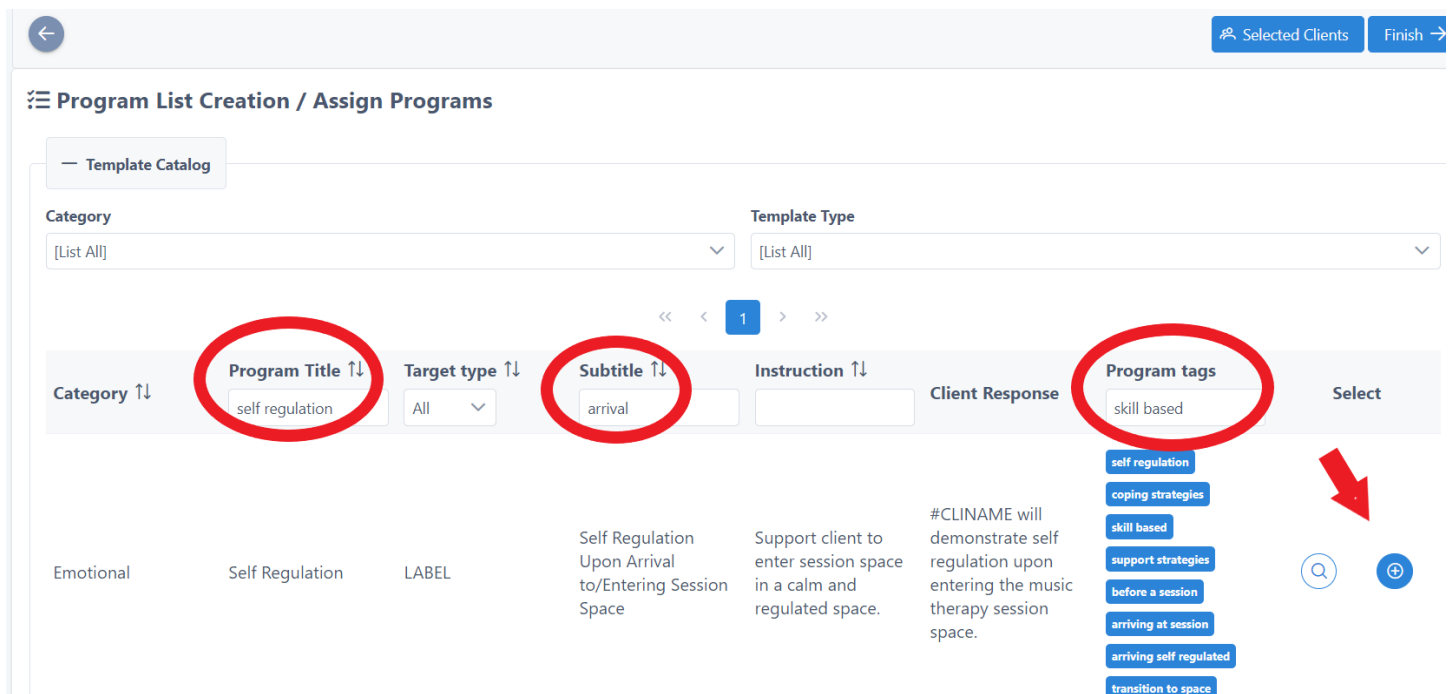 Selected Clients
Finish
Program List Creation / Assign Programs
Template Catalog
Category
Template Type
[List All]
[List All]
1
Category
Program Title
Target type
Subtitle
Instruction
Client Response
Program tags
Select
self regulation
All
arrival
skill based
Emotional
Self Regulation
LABEL
Self Regulation
Upon Arrival
to/Entering Session
Space
Support client to
enter session space
in a calm and
regulated space.
#CLINAME will
demonstrate self
regulation upon
entering the music
therapy session
space.
self regulation
coping strategies
skill based
support strategies
before a session
arriving at session
arriving self regulated
transition to space